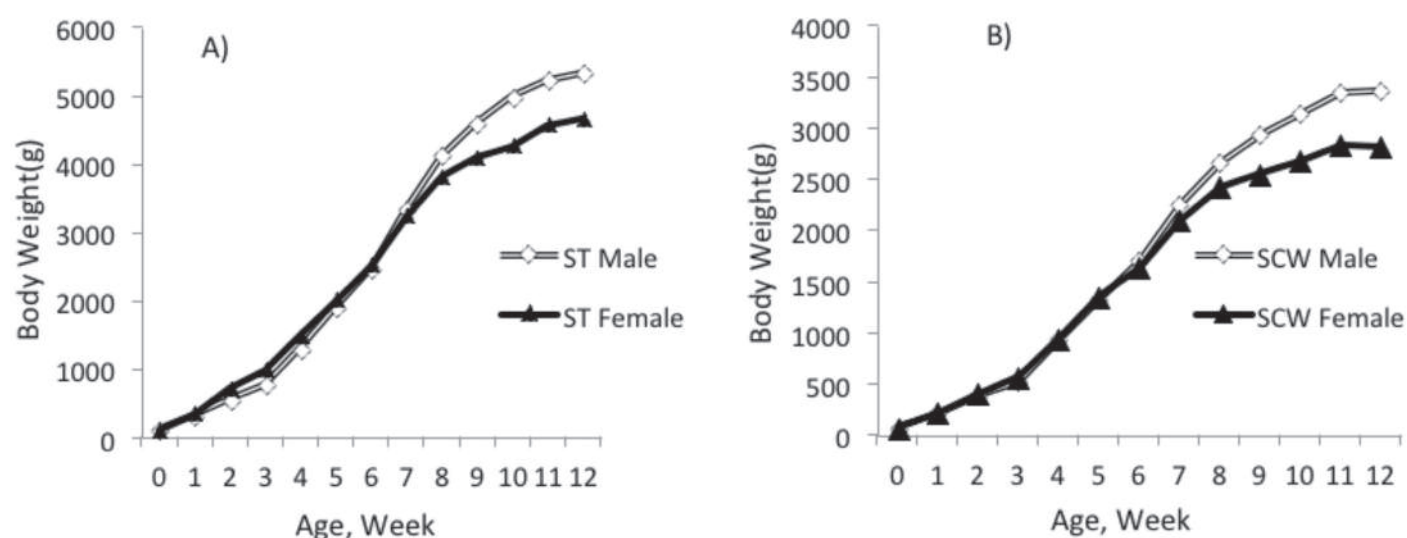 A)
Body Weight(g)
6000
5000
4000
3000
2000
1000
0
ST Male
ST Female
0 1 2 3 4 5 6 7 8 9 10 11 12
Age, Week
B)
Body Weight(g)
4000
3500
3000
2500
2000
1500
1000
500
0
SCW Male
SCW Female
0 1 2 3 4 5 6 7 8 9 10 11 12
Age, Week